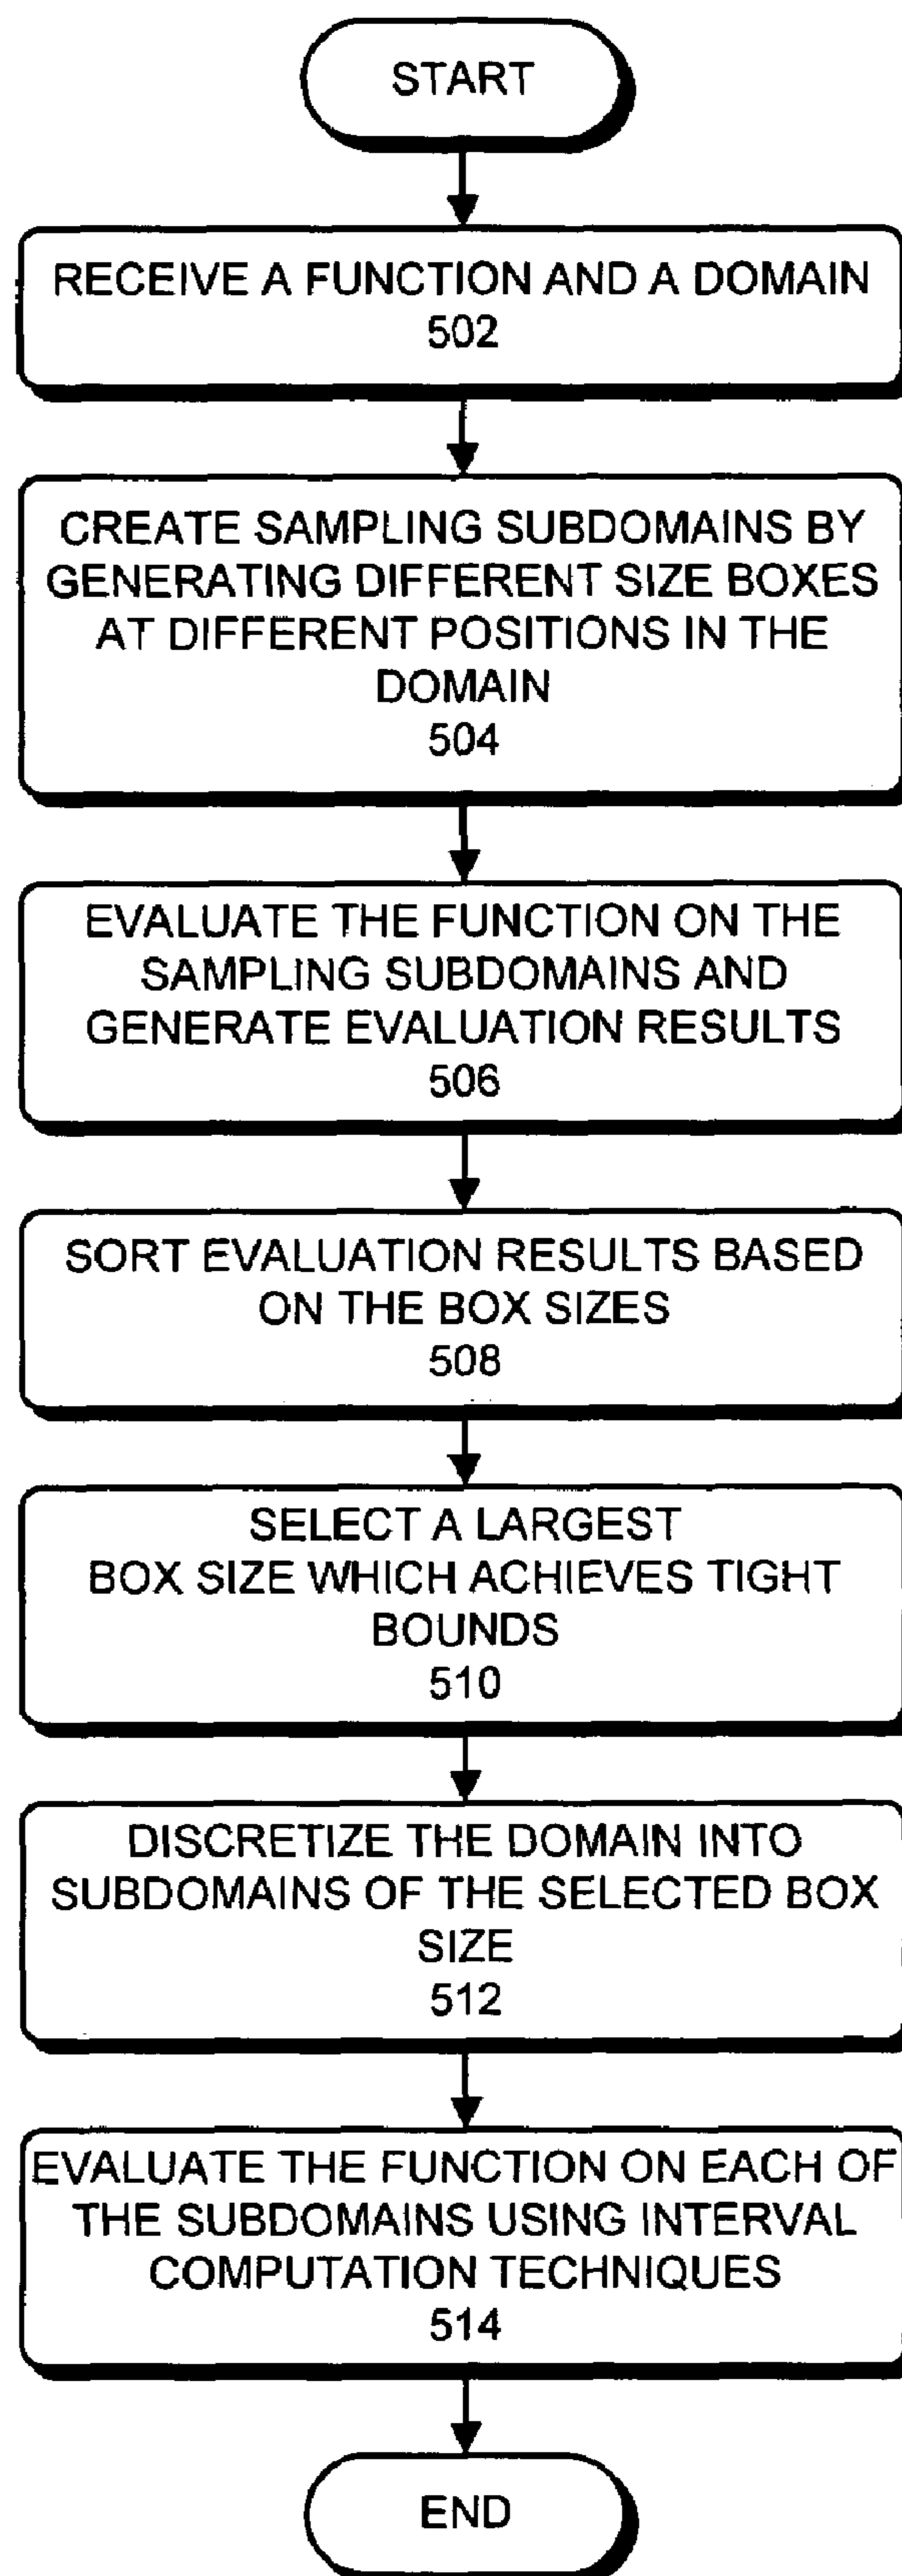 START
RECEIVE A FUNCTION AND A DOMAIN
502
CREATE SAMPLING SUBDOMAINS BY
GENERATING DIFFERENT SIZE BOXES
AT DIFFERENT POSITIONS IN THE
DOMAIN
504
EVALUATE THE FUNCTION ON THE
SAMPLING SUBDOMAINS AND
GENERATE EVALUATION RESULTS
506
SORT EVALUATION RESULTS BASED
ON THE BOX SIZES
508
SELECT A LARGEST
BOX SIZE WHICH ACHIEVES TIGHT
BOUNDS
510
DISCRETIZE THE DOMAIN INTO
SUBDOMAINS OF THE SELECTED BOX
SIZE
512
EVALUATE THE FUNCTION ON EACH OF
THE SUBDOMAINS USING INTERVAL
COMPUTATION TECHNIQUES
514
END